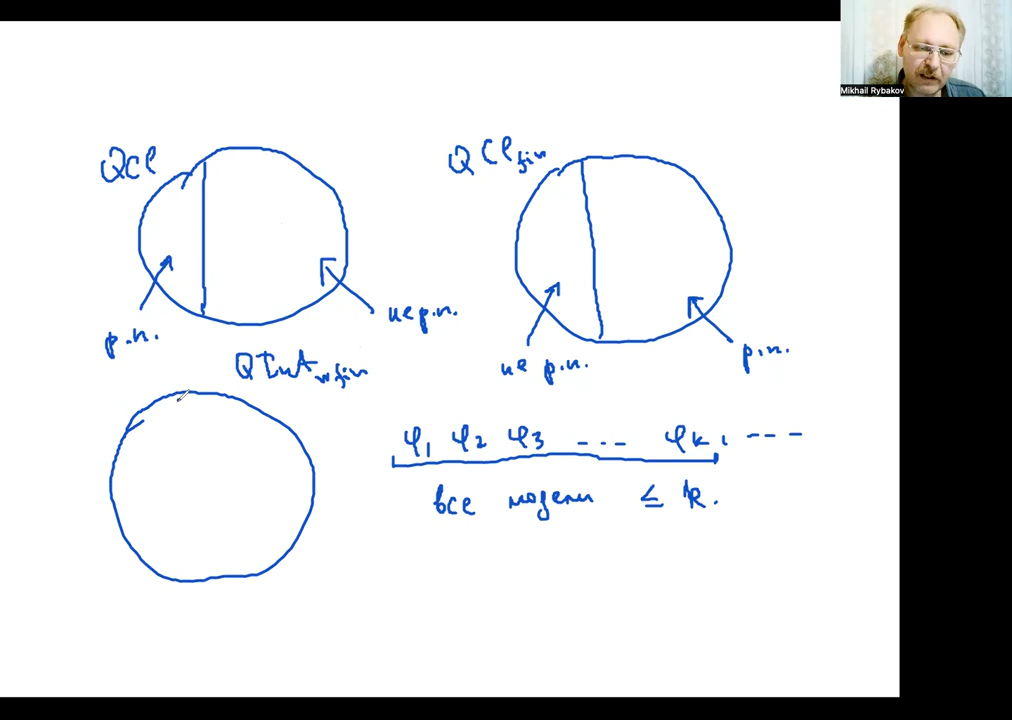 Mikhail Rybakov
QCl
QCl_fin
р.п.
не р.п.
не р.п.
р.п.
QInt_wfin
φ₁ φ₂ φ₃ ... φₖ, ---
все модели ≤ k.